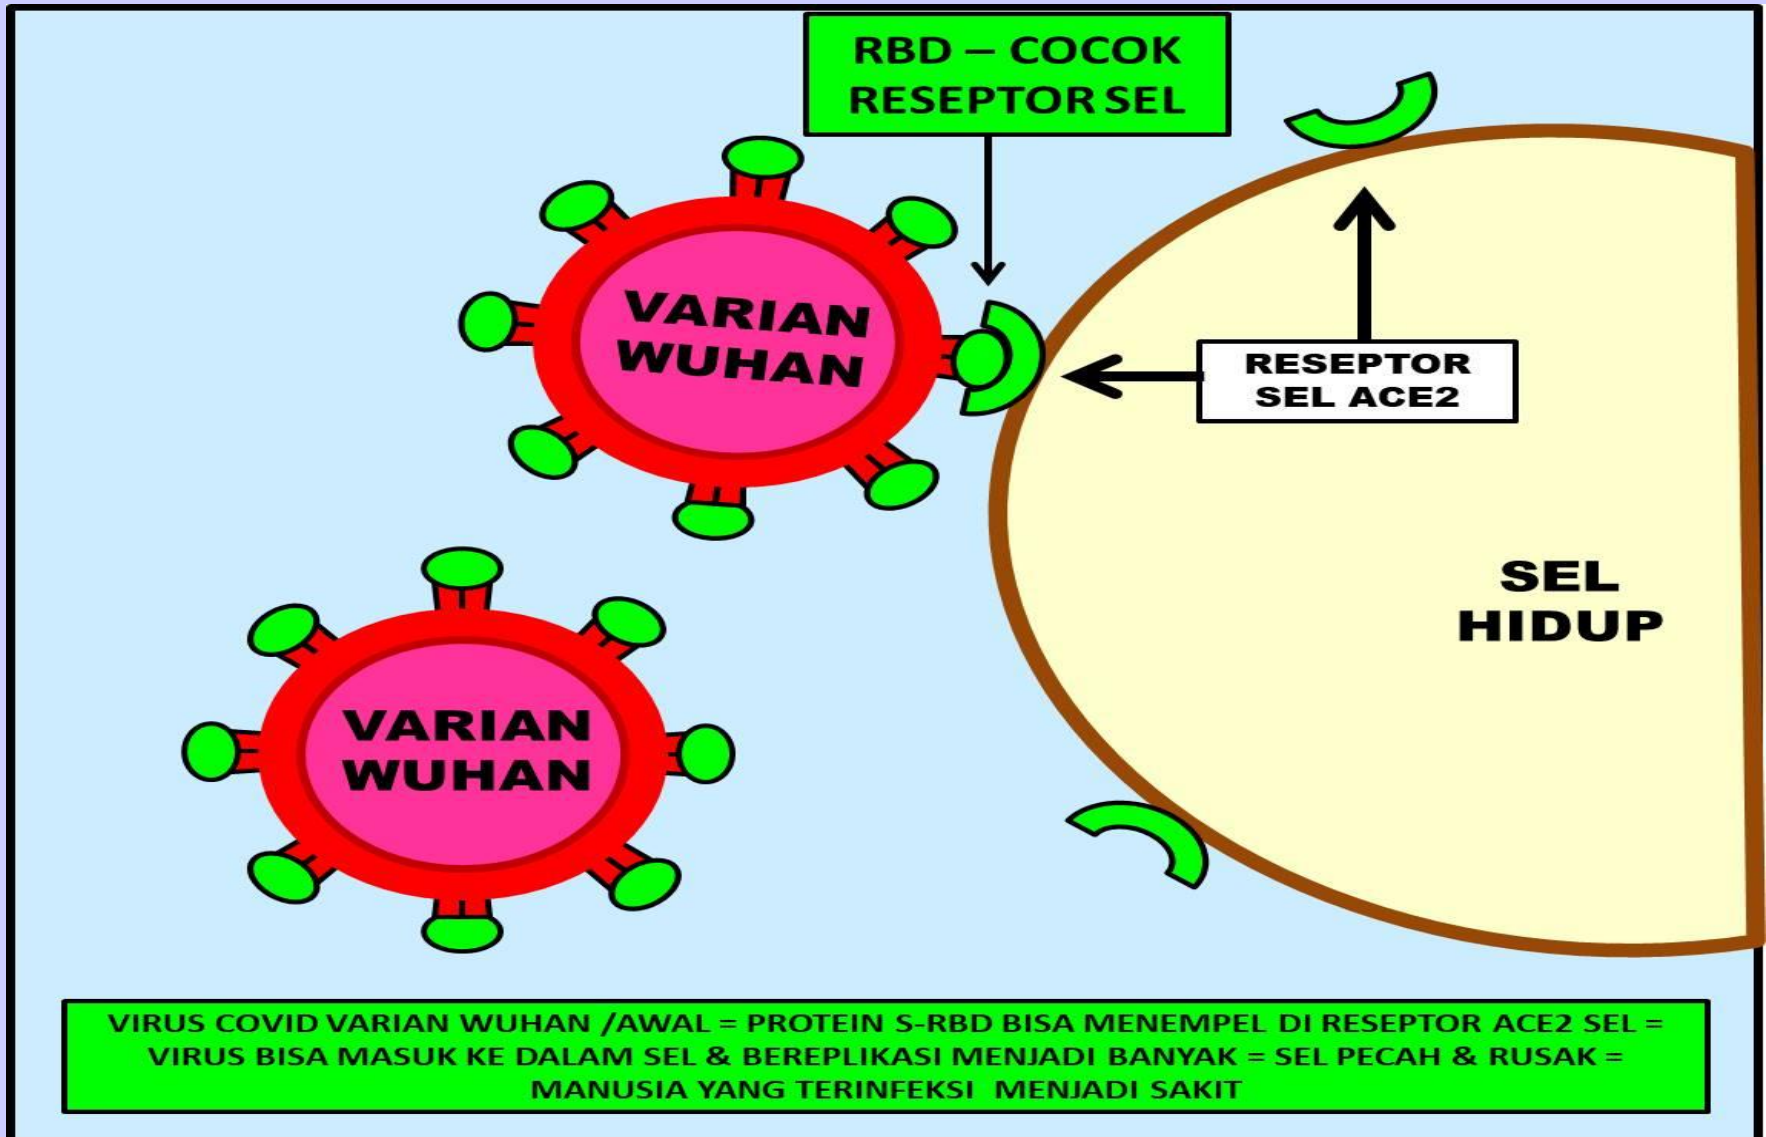 RBD – COCOK
RESEPTOR SEL
VARIAN
WUHAN
RESEPTOR
SEL ACE2
SEL
HIDUP
VARIAN
WUHAN
VIRUS COVID VARIAN WUHAN /AWAL = PROTEIN S-RBD BISA MENEMPEL DI RESEPTOR ACE2 SEL =
VIRUS BISA MASUK KE DALAM SEL & BEREPLIKASI MENJADI BANYAK = SEL PECAH & RUSAK =
MANUSIA YANG TERINFEKSI MENJADI SAKIT